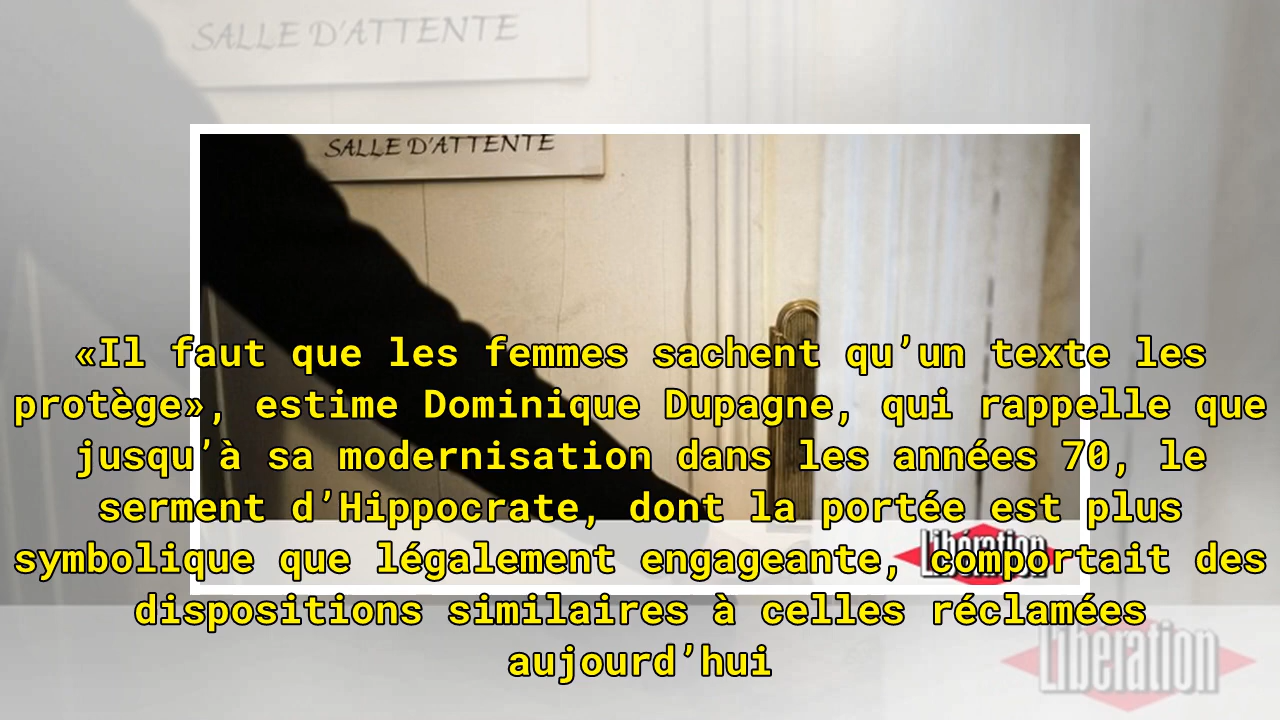 SALLE D'ATTENTE
SALLE D'ATTENTE
«Il faut que les femmes sachent qu’un texte les
protège», estime Dominique Dupagne, qui rappelle que
jusqu’à sa modernisation dans les années 70, le
serment d’Hippocrate, dont la portée est plus
symbolique que légalement engageante, comportait des
dispositions similaires à celles réclamées
aujourd’hui
Libération
Libération